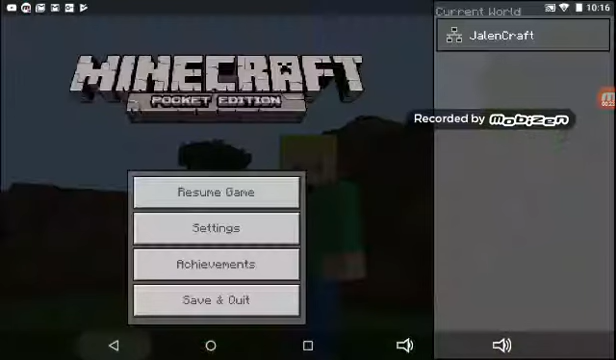 Current World
10:16
JalenCraft
MINECRAFT
POCKET EDITION
Recorded by mobizen
Resume Game
Settings
Achievements
Save & Quit